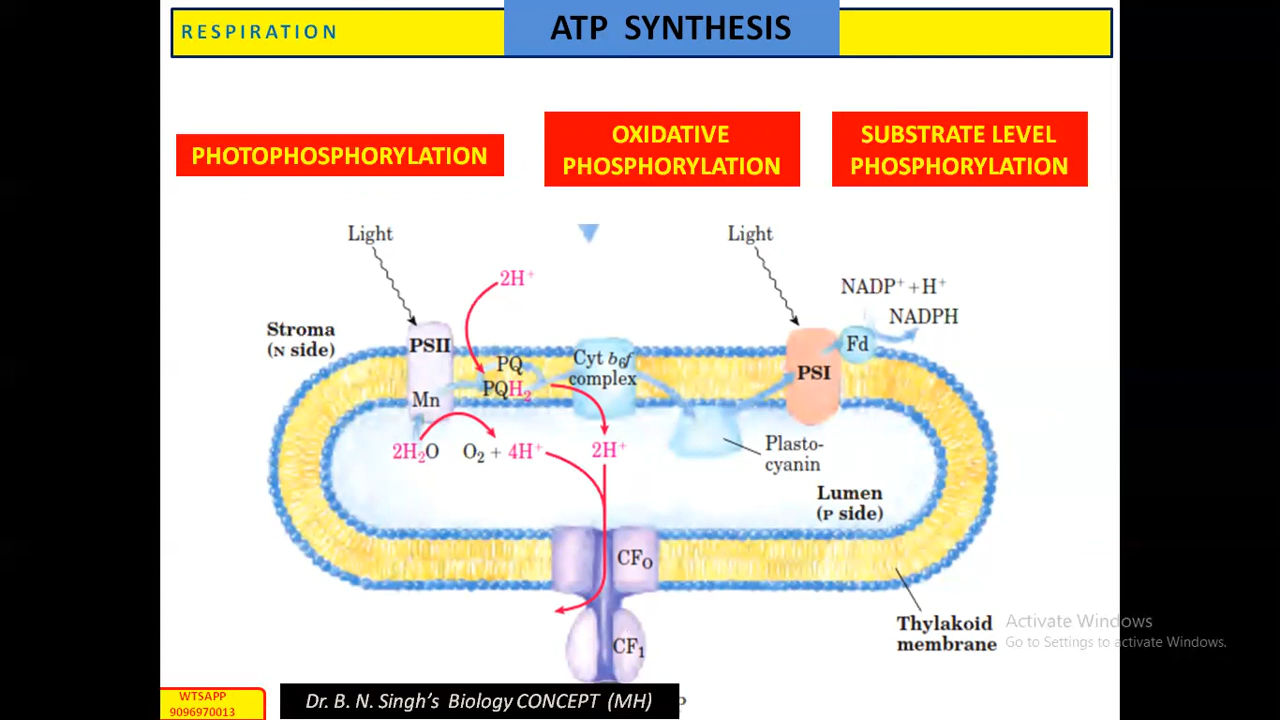 RESPIRATION
ATP SYNTHESIS
PHOTOPHOSPHORYLATION
OXIDATIVE
PHOSPHORYLATION
SUBSTRATE LEVEL
PHOSPHORYLATION
Light
Light
2H⁺
NADP⁺ + H⁺
NADPH
Stroma
(N side)
PSII
PQ
PQH₂
Cyt b₆f
complex
PSI
Fd
Mn
2H₂O
O₂ + 4H⁺
2H⁺
Plasto-
cyanin
Lumen
(P side)
CF₀
CF₁
Thylakoid
membrane
Activate Windows
Go to Settings to activate Windows.
WTSAPP
9096970013
Dr. B. N. Singh's Biology CONCEPT (MH)